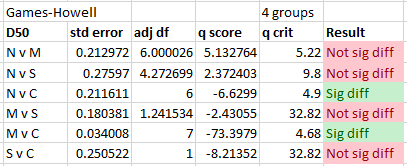 Games-Howell 4 groups
D50 std error adj df q score q crit Result
N v M 0.212972 6.000026 5.132764 5.22 Not sig diff
N v S 0.27597 4.272699 2.372403 9.8 Not sig diff
N v C 0.211611 6 -6.6299 4.9 Sig diff
M v S 0.180381 1.241534 -2.43055 32.82 Not sig diff
M v C 0.034008 7 -73.3979 4.68 Sig diff
S v C 0.250522 1 -8.21352 32.82 Not sig diff